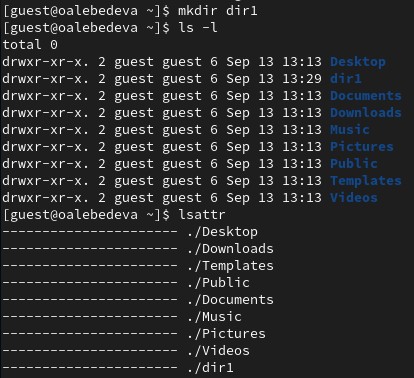 [guest@oalebedeva ~]$ mkdir dir1
[guest@oalebedeva ~]$ ls -l
total 0
drwxr-xr-x. 2 guest guest 6 Sep 13 13:13 Desktop
drwxr-xr-x. 2 guest guest 6 Sep 13 13:29 dir1
drwxr-xr-x. 2 guest guest 6 Sep 13 13:13 Documents
drwxr-xr-x. 2 guest guest 6 Sep 13 13:13 Downloads
drwxr-xr-x. 2 guest guest 6 Sep 13 13:13 Music
drwxr-xr-x. 2 guest guest 6 Sep 13 13:13 Pictures
drwxr-xr-x. 2 guest guest 6 Sep 13 13:13 Public
drwxr-xr-x. 2 guest guest 6 Sep 13 13:13 Templates
drwxr-xr-x. 2 guest guest 6 Sep 13 13:13 Videos
[guest@oalebedeva ~]$ lsattr
---------------------- ./Desktop
---------------------- ./Downloads
---------------------- ./Templates
---------------------- ./Public
---------------------- ./Documents
---------------------- ./Music
---------------------- ./Pictures
---------------------- ./Videos
---------------------- ./dir1